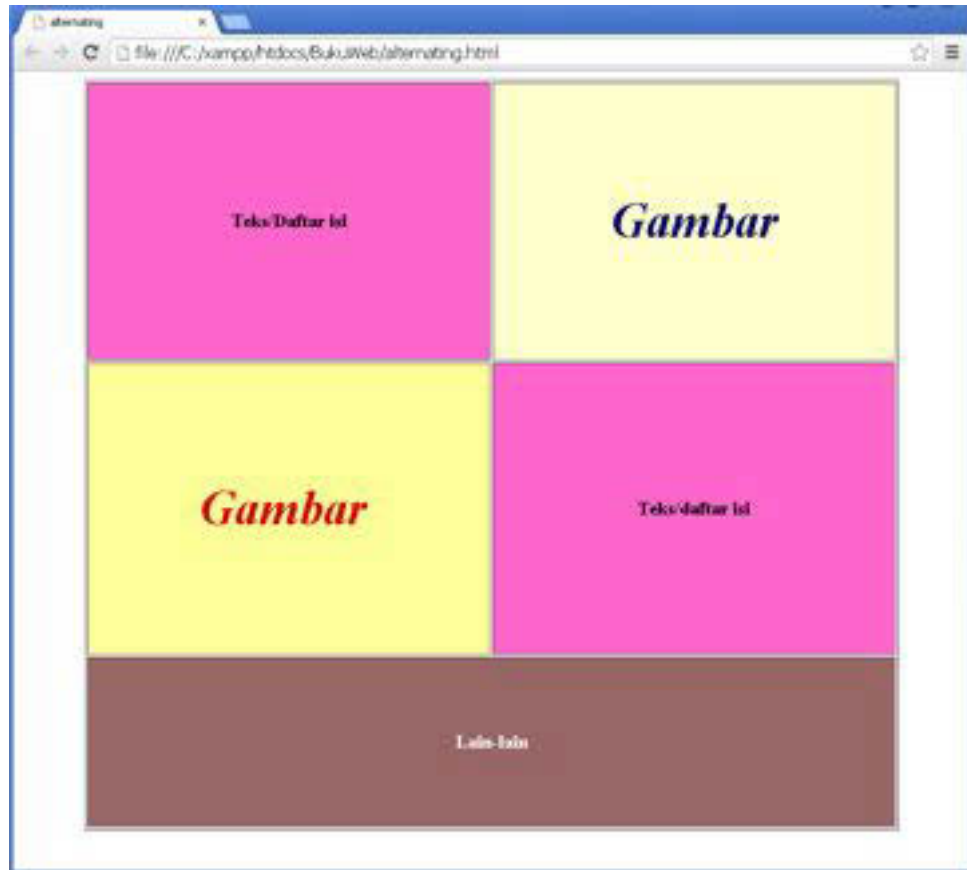 alternating
file:///C:/xampp/htdocs/BukuWeb/alternating.html
Teks/Daftar isi
Gambar
Gambar
Teks/daftar isi
Lain-lain